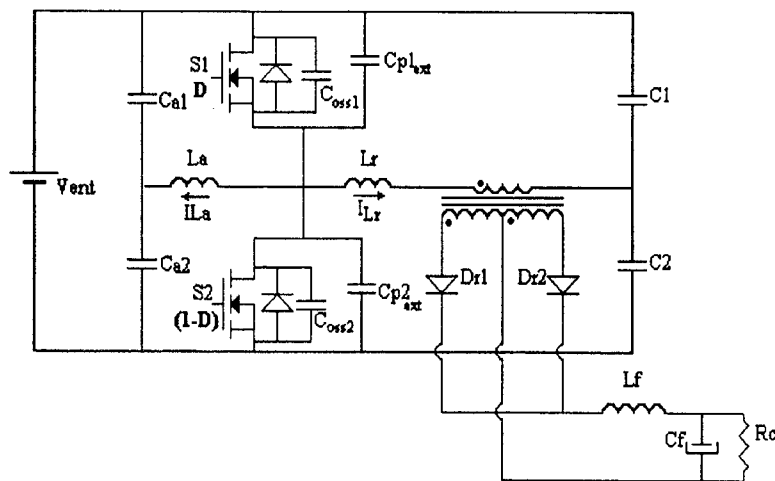 S1
D
Cp1ext
Coss1
Ca1
C1
La
Lr
Vent
ILa
ILr
Ca2
S2
(1-D)
Coss2
Cp2ext
Dr1
Dr2
C2
Lf
Cf
Ro